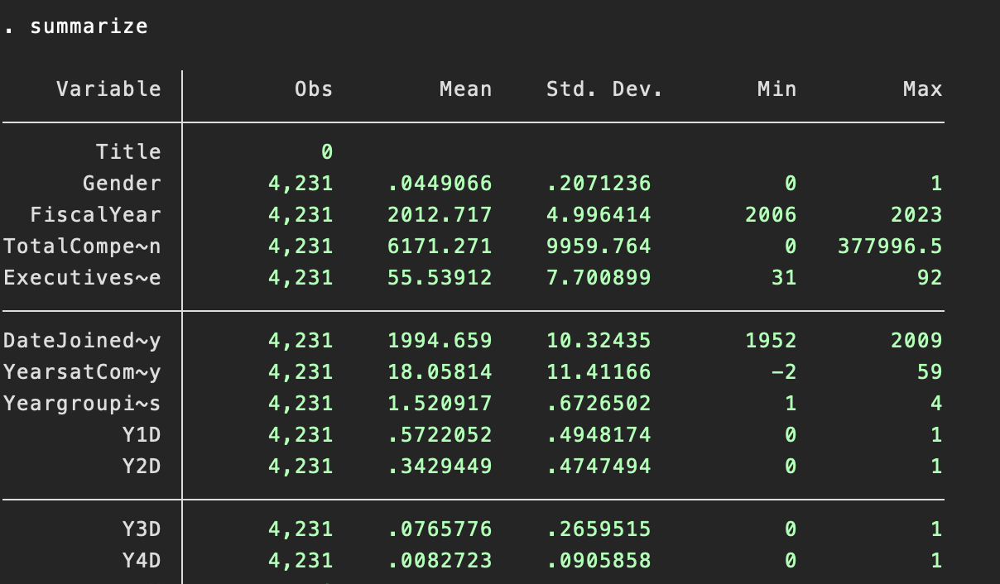 . summarize
Variable Obs Mean Std. Dev. Min Max
Title 0
Gender 4,231 .0449066 .2071236 0 1
FiscalYear 4,231 2012.717 4.996414 2006 2023
TotalCompe~n 4,231 6171.271 9959.764 0 377996.5
Executives~e 4,231 55.53912 7.700899 31 92
DateJoined~y 4,231 1994.659 10.32435 1952 2009
YearsatCom~y 4,231 18.05814 11.41166 -2 59
Yeargroupi~s 4,231 1.520917 .6726502 1 4
Y1D 4,231 .5722052 .4948174 0 1
Y2D 4,231 .3429449 .4747494 0 1
Y3D 4,231 .0765776 .2659515 0 1
Y4D 4,231 .0082723 .0905858 0 1